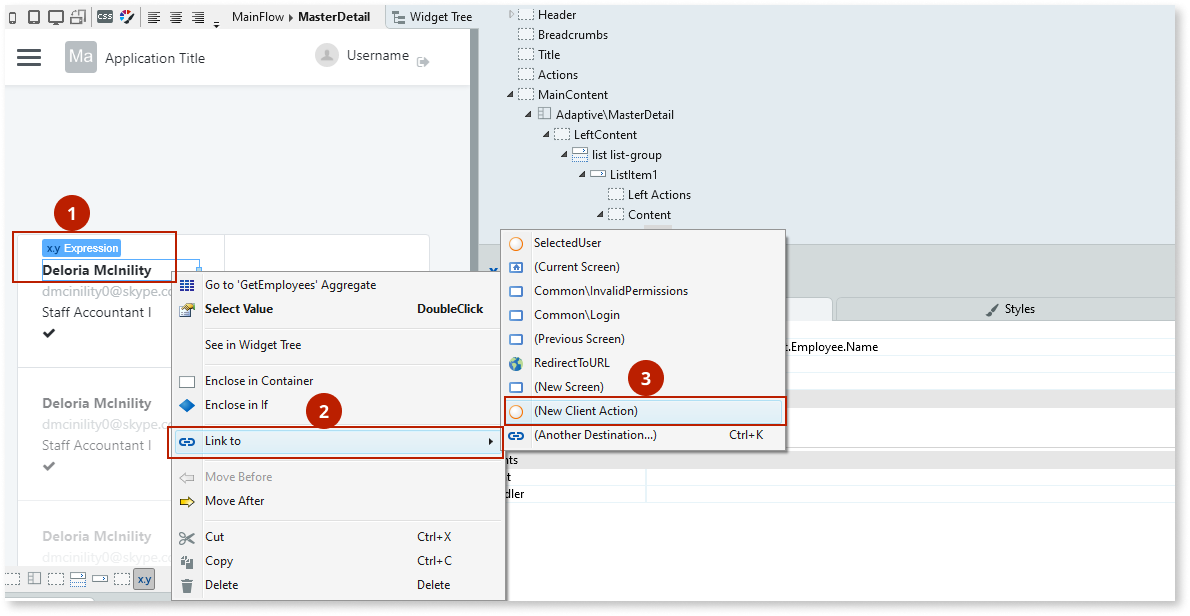 CSS
MainFlow ▸ MasterDetail
Widget Tree
Ma
Application Title
Username
1
x.y Expression
Deloria McInility
dmcinility0@skype.co
Staff Accountant I
Deloria McInility
dmcinility0@skype.co
Staff Accountant I
Deloria McInility
dmcinility0@skype.co
x.y
Header
Breadcrumbs
Title
Actions
MainContent
Adaptive\MasterDetail
LeftContent
list list-group
ListItem1
Left Actions
Content
Go to 'GetEmployees' Aggregate
Select Value DoubleClick
See in Widget Tree
Enclose in Container
Enclose in If
2
Link to
Move Before
Move After
Cut Ctrl+X
Copy Ctrl+C
Delete Delete
SelectedUser
(Current Screen)
Common\InvalidPermissions
Common\Login
(Previous Screen)
RedirectToURL
(New Screen)
3
(New Client Action)
(Another Destination...) Ctrl+K
Styles
t.Employee.Name
nts
t
dler